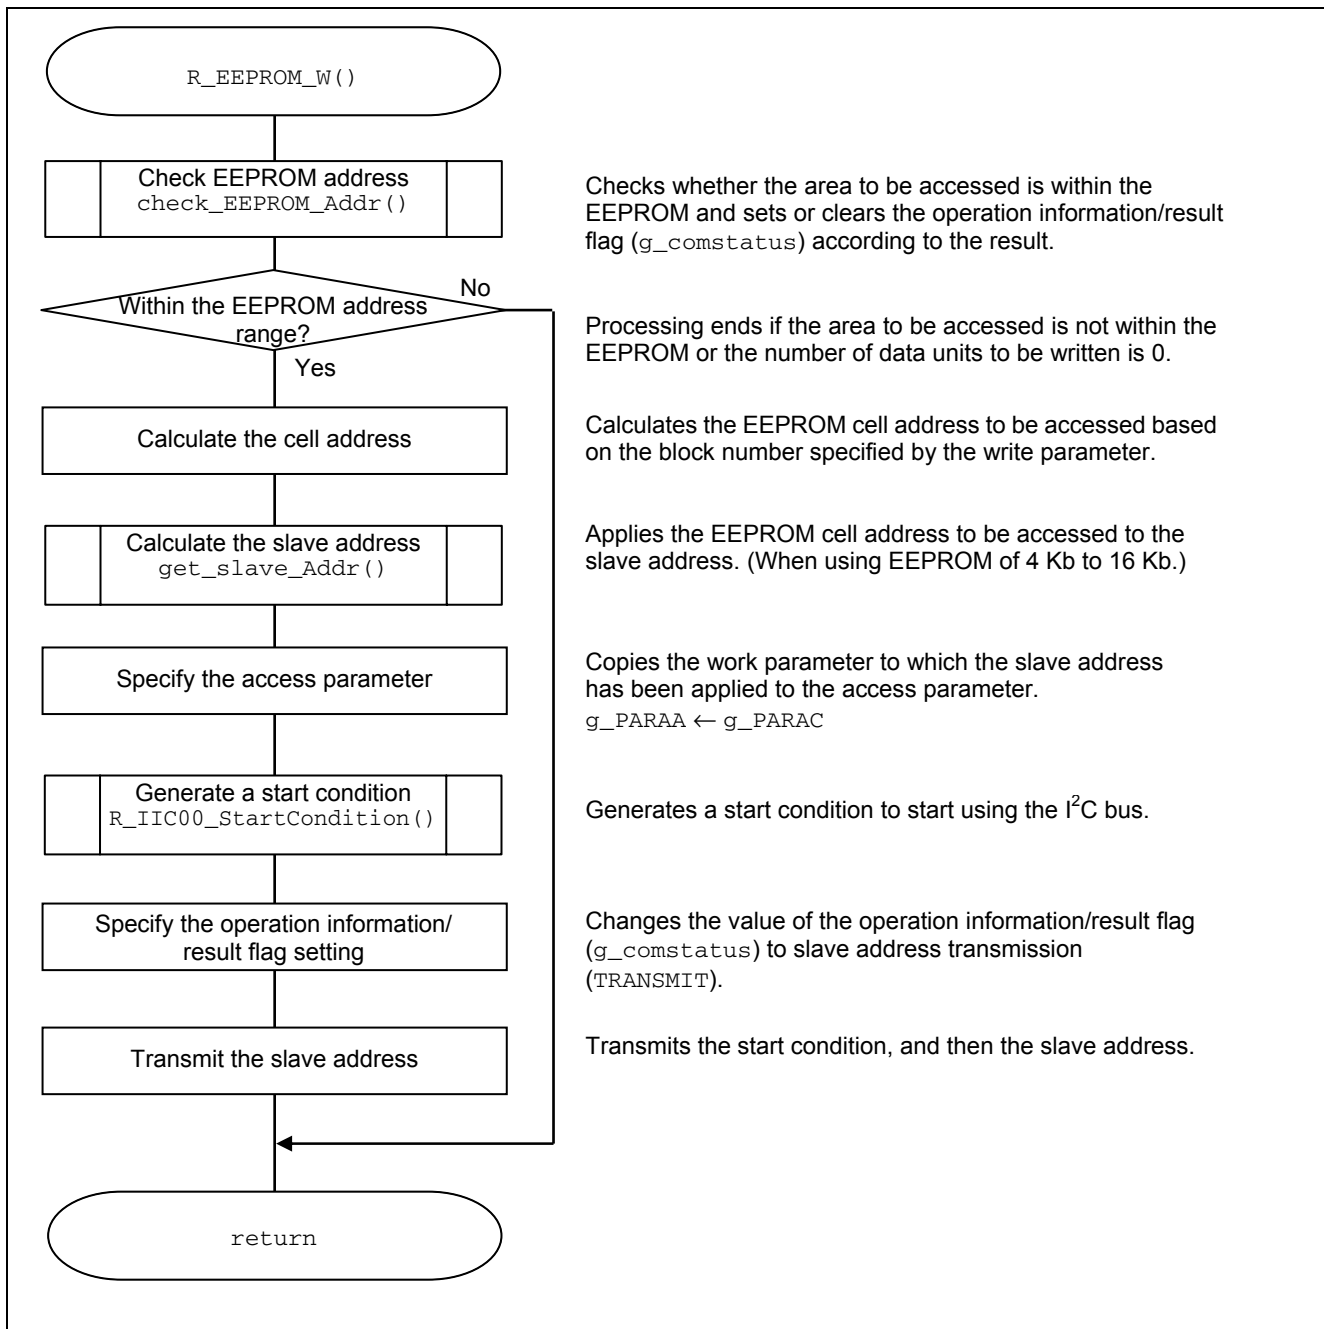 R_EEPROM_W()
Check EEPROM address
check_EEPROM_Addr()
Checks whether the area to be accessed is within the
EEPROM and sets or clears the operation information/result
flag (g_comstatus) according to the result.
Within the EEPROM address
range?
No
Yes
Processing ends if the area to be accessed is not within the
EEPROM or the number of data units to be written is 0.
Calculate the cell address
Calculates the EEPROM cell address to be accessed based
on the block number specified by the write parameter.
Calculate the slave address
get_slave_Addr()
Applies the EEPROM cell address to be accessed to the
slave address. (When using EEPROM of 4 Kb to 16 Kb.)
Specify the access parameter
Copies the work parameter to which the slave address
has been applied to the access parameter.
g_PARAA ← g_PARAC
Generate a start condition
R_IIC00_StartCondition()
Generates a start condition to start using the I²C bus.
Specify the operation information/
result flag setting
Changes the value of the operation information/result flag
(g_comstatus) to slave address transmission
(TRANSMIT).
Transmit the slave address
Transmits the start condition, and then the slave address.
return